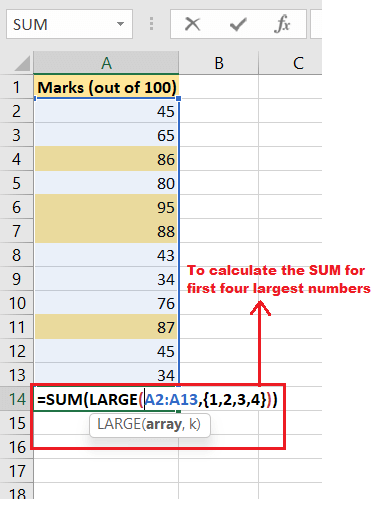 SUM
A B C
1 Marks (out of 100)
2 45
3 65
4 86
5 80
6 95
7 88
8 43
9 34
To calculate the SUM for
first four largest numbers
10 76
11 87
12 45
13 34
14 =SUM(LARGE(A2:A13,{1,2,3,4}))
15 LARGE(array, k)
16
17
18